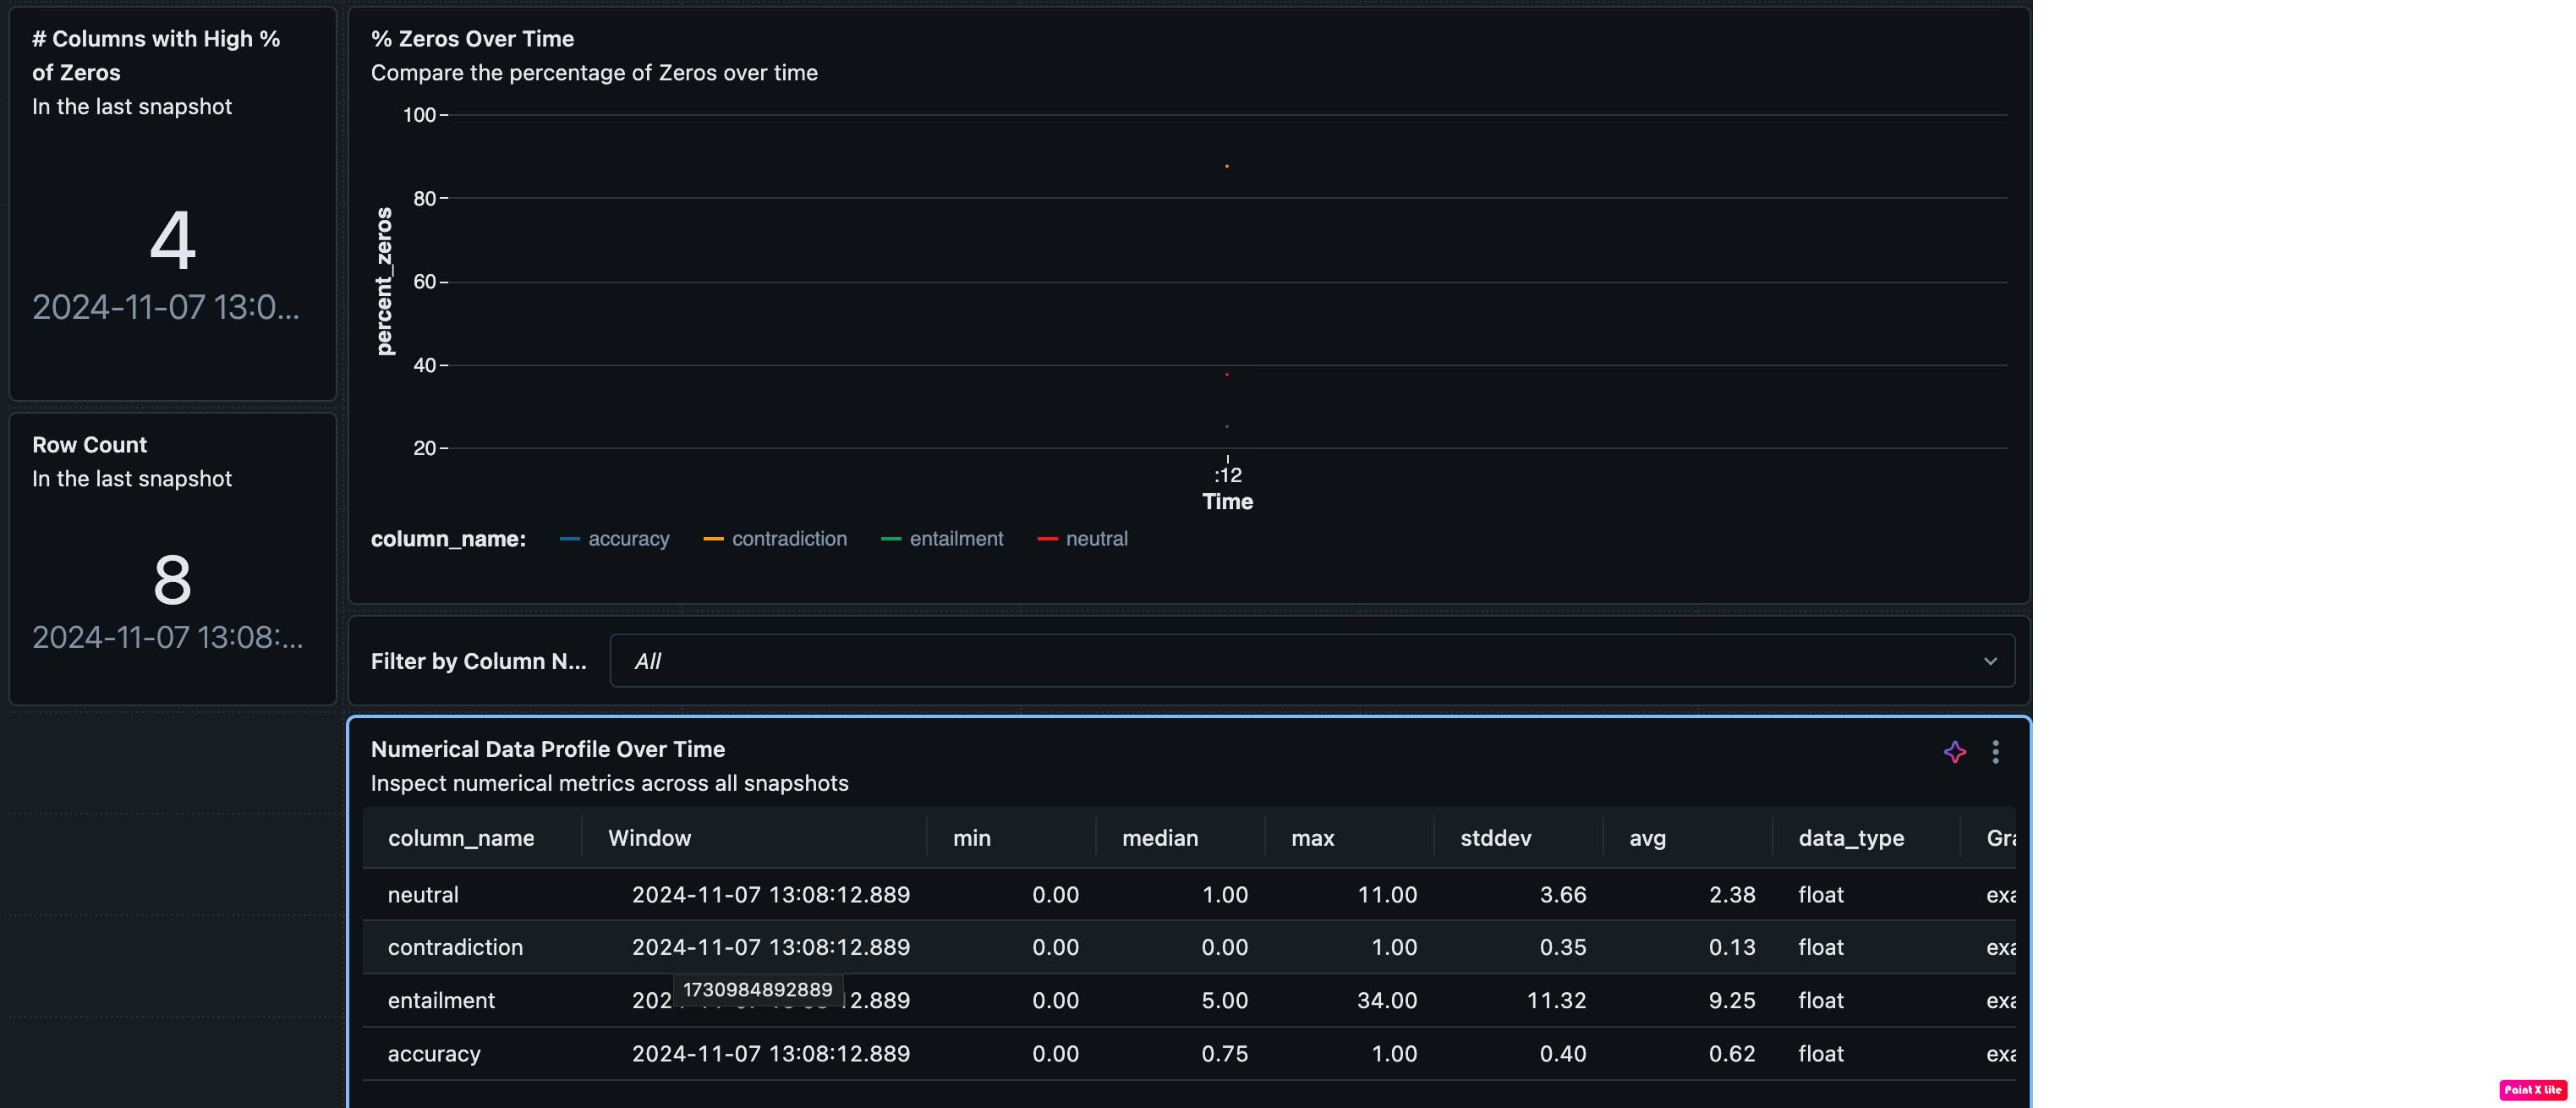 # Columns with High %
of Zeros
In the last snapshot
4
2024-11-07 13:0...
Row Count
In the last snapshot
8
2024-11-07 13:08:...
% Zeros Over Time
Compare the percentage of Zeros over time
percent_zeros
100
80
60
40
20
:12
Time
column_name: accuracy contradiction entailment neutral
Filter by Column N... All
Numerical Data Profile Over Time
Inspect numerical metrics across all snapshots
column_name Window min median max stddev avg data_type Gra
neutral 2024-11-07 13:08:12.889 0.00 1.00 11.00 3.66 2.38 float exa
contradiction 2024-11-07 13:08:12.889 0.00 0.00 1.00 0.35 0.13 float exa
1730984892889
entailment 202 12.889 0.00 5.00 34.00 11.32 9.25 float exa
accuracy 2024-11-07 13:08:12.889 0.00 0.75 1.00 0.40 0.62 float exa
Paint X Lite